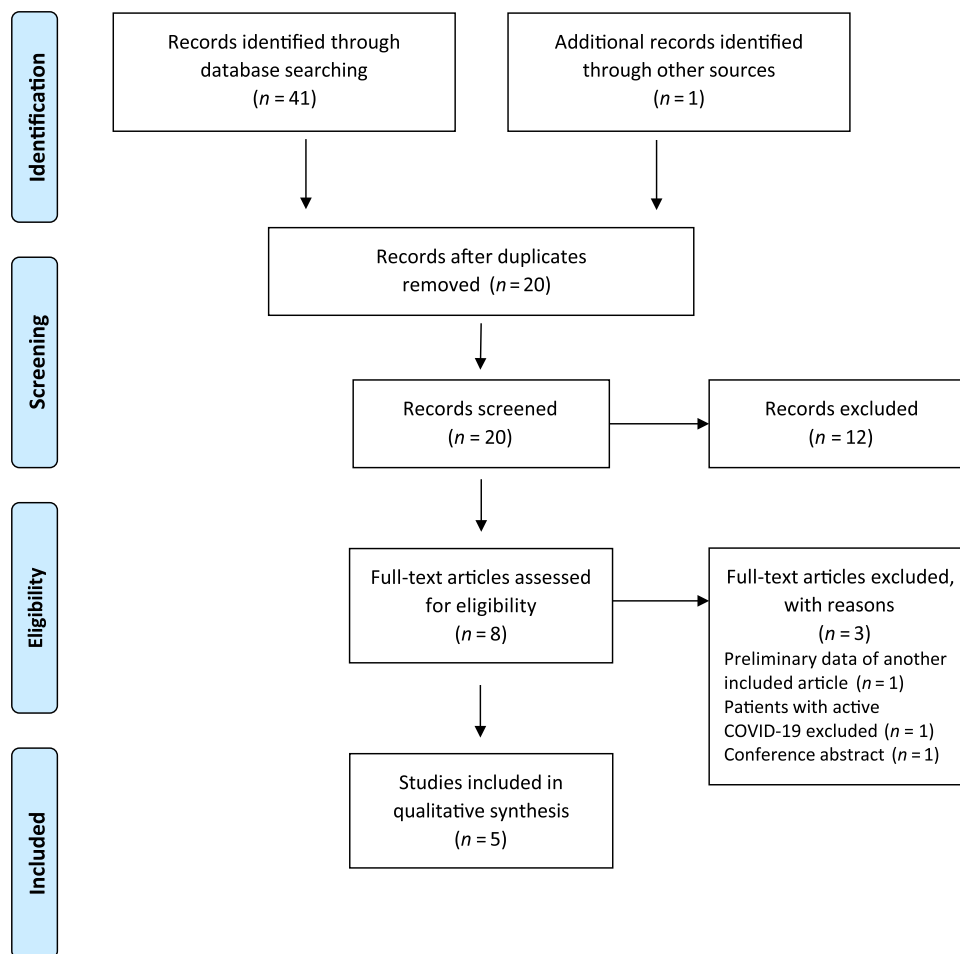 Identification
Records identified through
database searching
(n = 41)
Additional records identified
through other sources
(n = 1)
Screening
Records after duplicates
removed (n = 20)
Records screened
(n = 20)
Records excluded
(n = 12)
Eligibility
Full-text articles assessed
for eligibility
(n = 8)
Full-text articles excluded,
with reasons
(n = 3)
Preliminary data of another
included article (n = 1)
Patients with active
COVID-19 excluded (n = 1)
Conference abstract (n = 1)
Included
Studies included in
qualitative synthesis
(n = 5)